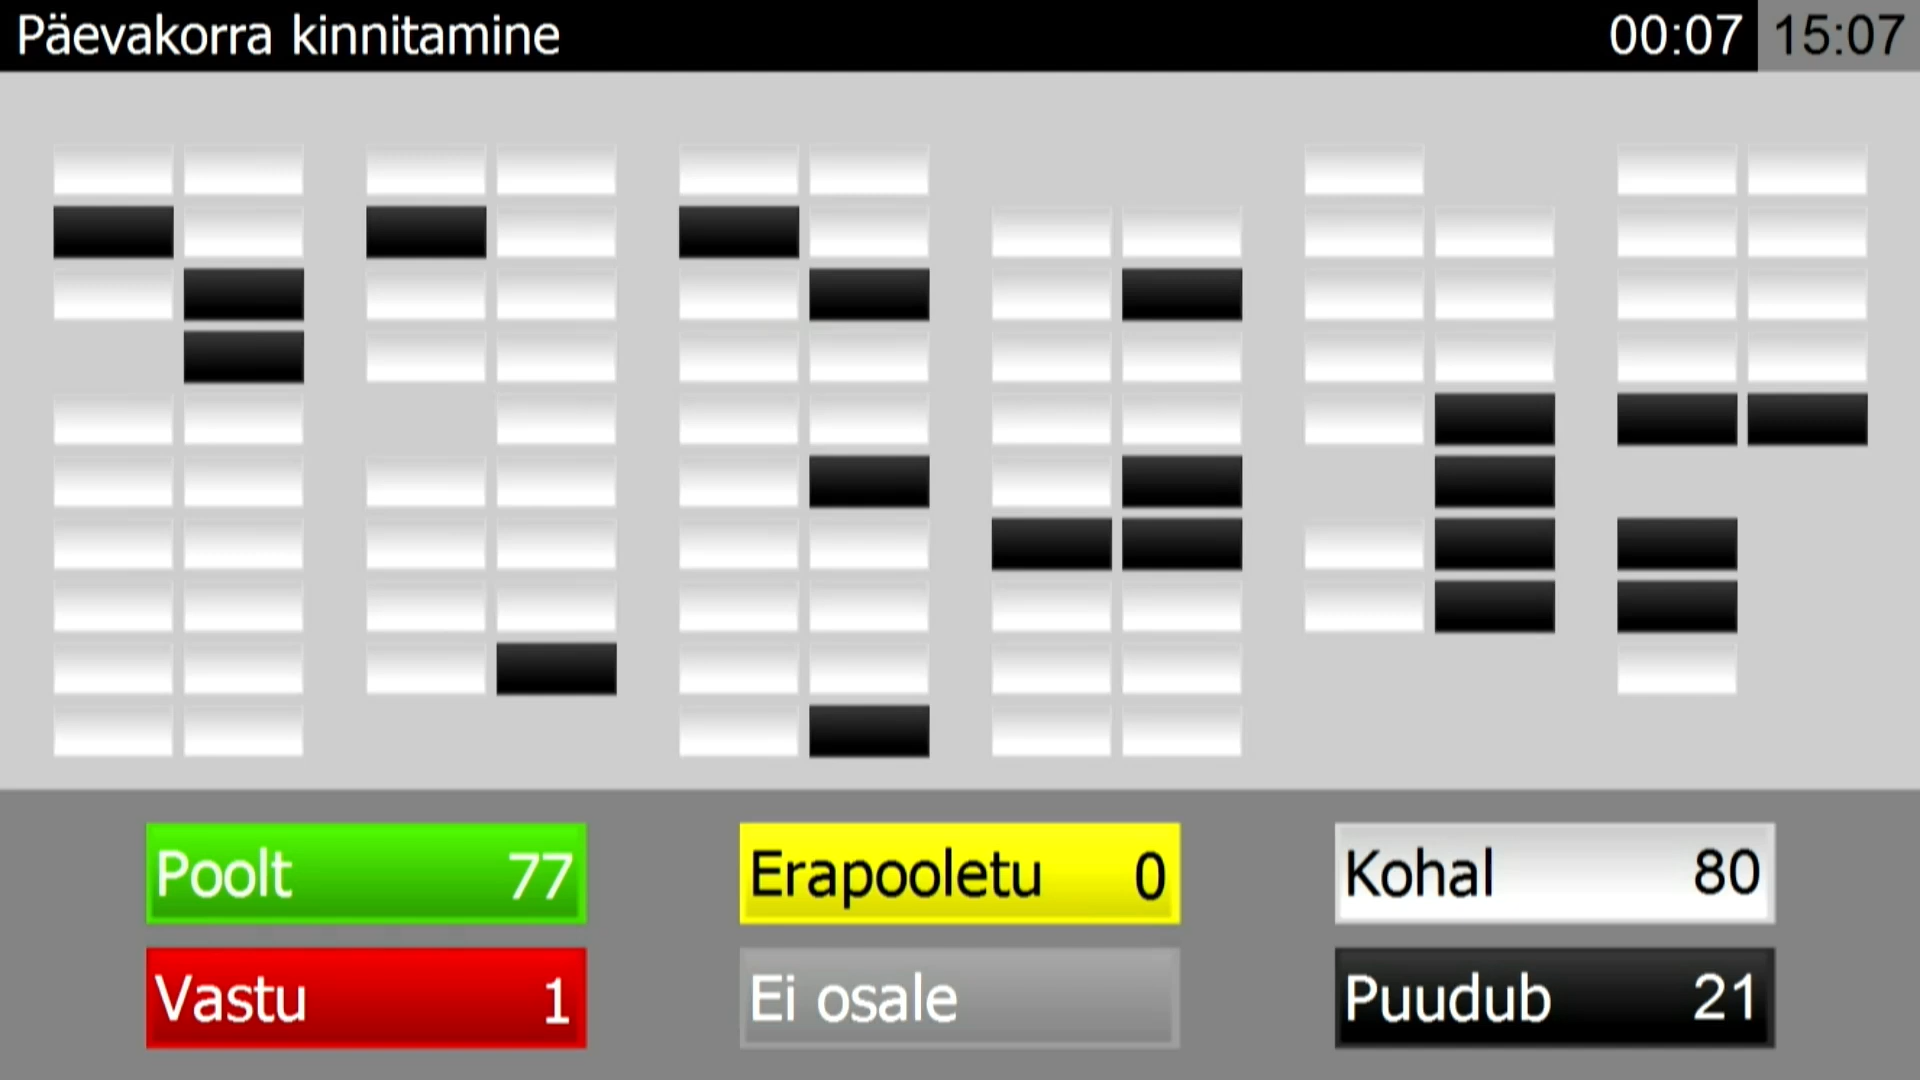 Päevakorra kinnitamine 00:07 15:07
Poolt 77 Erapooletu 0 Kohal 80
Vastu 1 Ei osale Puudub 21